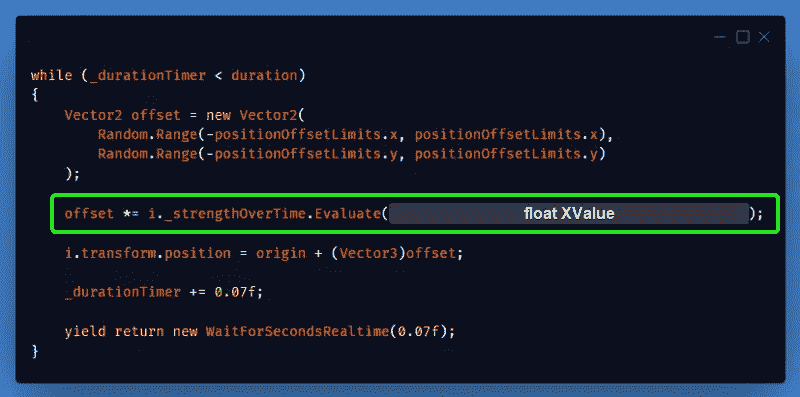 while (_durationTimer < duration)
{
Vector2 offset = new Vector2(
Random.Range(-positionOffsetLimits.x, positionOffsetLimits.x),
Random.Range(-positionOffsetLimits.y, positionOffsetLimits.y)
);
offset *= i._strengthOverTime.Evaluate( float XValue );
i.transform.position = origin + (Vector3)offset;
_durationTimer += 0.07f;
yield return new WaitForSecondsRealtime(0.07f);
}